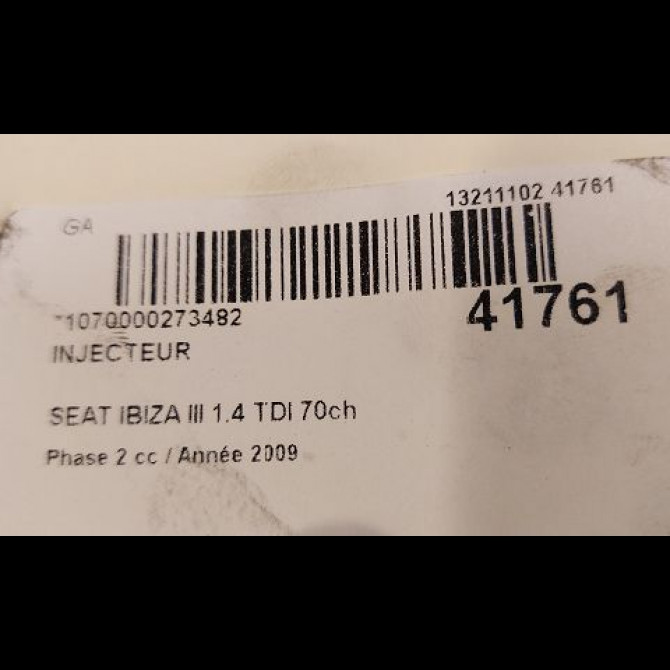 13211102 41761
GA
*1070000273482
41761
INJECTEUR
SEAT IBIZA III 1.4 TDI 70ch
Phase 2 cc / Année 2009